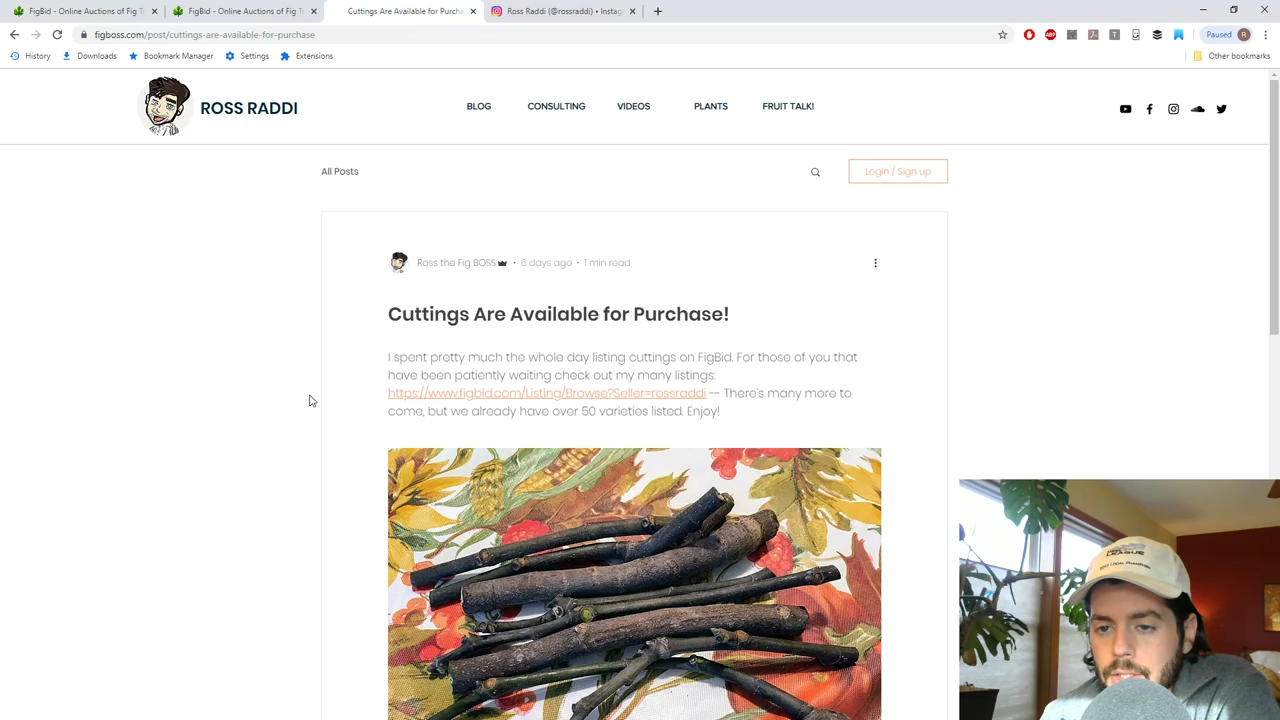 FigBid - Online Auctions of Fig T
FigBid - Online Auctions of Fig T
Cuttings Are Available for Purcha
Ross Raddi (@rossraddi) • Instag
figboss.com/post/cuttings-are-available-for-purchase
Paused
R
History
Downloads
Bookmark Manager
Settings
Extensions
Other bookmarks
ROSS RADDI
BLOG
CONSULTING
VIDEOS
PLANTS
FRUIT TALK!
All Posts
Login / Sign up
Ross the Fig BOSS • 6 days ago • 1 min read
Cuttings Are Available for Purchase!
I spent pretty much the whole day listing cuttings on FigBid. For those of you that
have been patiently waiting check out my many listings:
https://www.figbid.com/Listing/Browse?Seller=rossraddi -- There's many more to
come, but we already have over 50 varieties listed. Enjoy!
LEAGUE